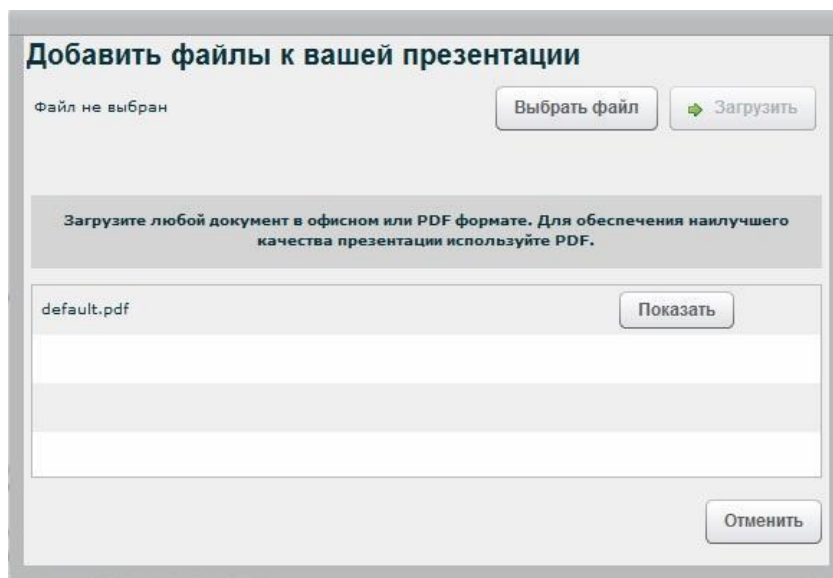 Добавить файлы к вашей презентации
Файл не выбран
Выбрать файл
Загрузить
Загрузите любой документ в офисном или PDF формате. Для обеспечения наилучшего
качества презентации используйте PDF.
default.pdf
Показать
Отменить